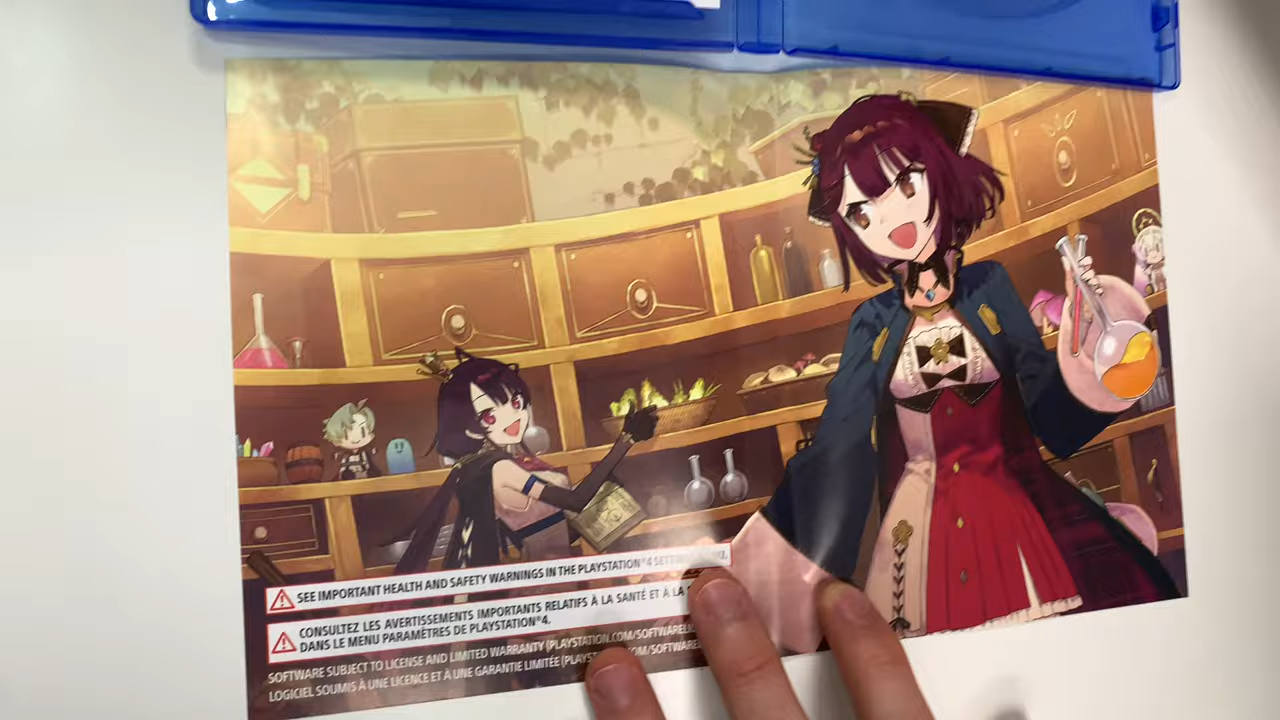 SEE IMPORTANT HEALTH AND SAFETY WARNINGS IN THE PLAYSTATION®4
CONSULTEZ LES AVERTISSEMENTS IMPORTANTS RELATIFS À LA SANTÉ ET À LA
DANS LE MENU PARAMÈTRES DE PLAYSTATION®4.
SOFTWARE SUBJECT TO LICENSE AND LIMITED WARRANTY
LOGICIEL SOUMIS À UNE LICENCE ET À UNE GARANTIE LIMITÉE